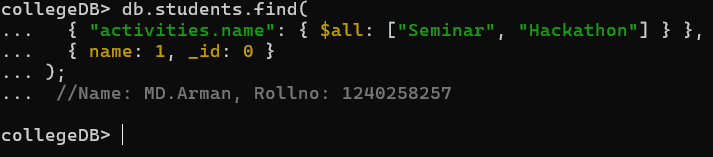 collegeDB> db.students.find(
...   { "activities.name": { $all: ["Seminar", "Hackathon"] } },
...   { name: 1, _id: 0 }
... );
...  //Name: MD.Arman, Rollno: 1240258257
collegeDB>